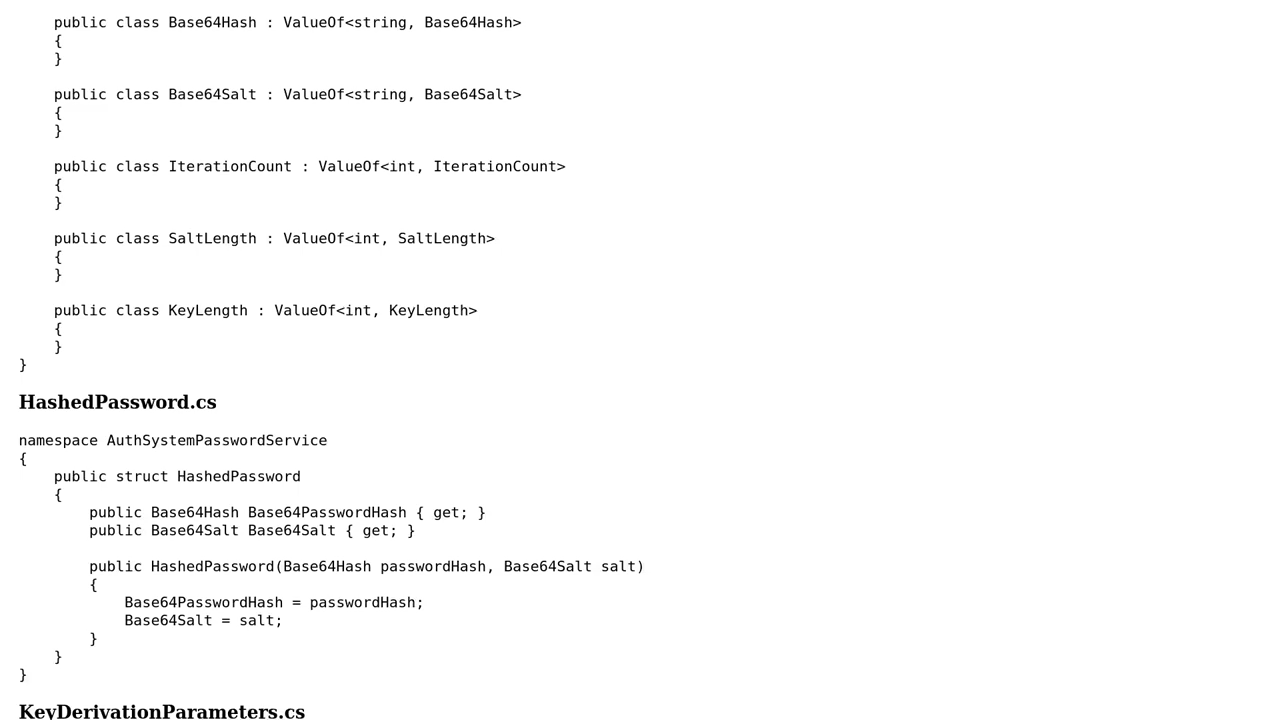 public class Base64Hash : ValueOf<string, Base64Hash>
    {
    }

    public class Base64Salt : ValueOf<string, Base64Salt>
    {
    }

    public class IterationCount : ValueOf<int, IterationCount>
    {
    }

    public class SaltLength : ValueOf<int, SaltLength>
    {
    }

    public class KeyLength : ValueOf<int, KeyLength>
    {
    }
}
HashedPassword.cs
namespace AuthSystemPasswordService
{
    public struct HashedPassword
    {
        public Base64Hash Base64PasswordHash { get; }
        public Base64Salt Base64Salt { get; }

        public HashedPassword(Base64Hash passwordHash, Base64Salt salt)
        {
            Base64PasswordHash = passwordHash;
            Base64Salt = salt;
        }
    }
}
KeyDerivationParameters.cs